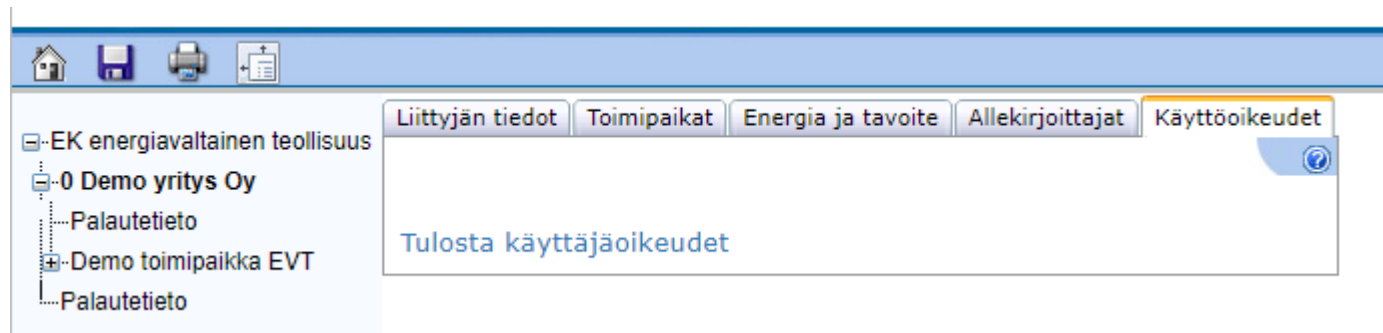 Liittyjän tiedot Toimipaikat Energia ja tavoite Allekirjoittajat Käyttöoikeudet
EK energiavaltainen teollisuus
0 Demo yritys Oy
Palautetieto
Demo toimipaikka EVT
Palautetieto
Tulosta käyttäjäoikeudet